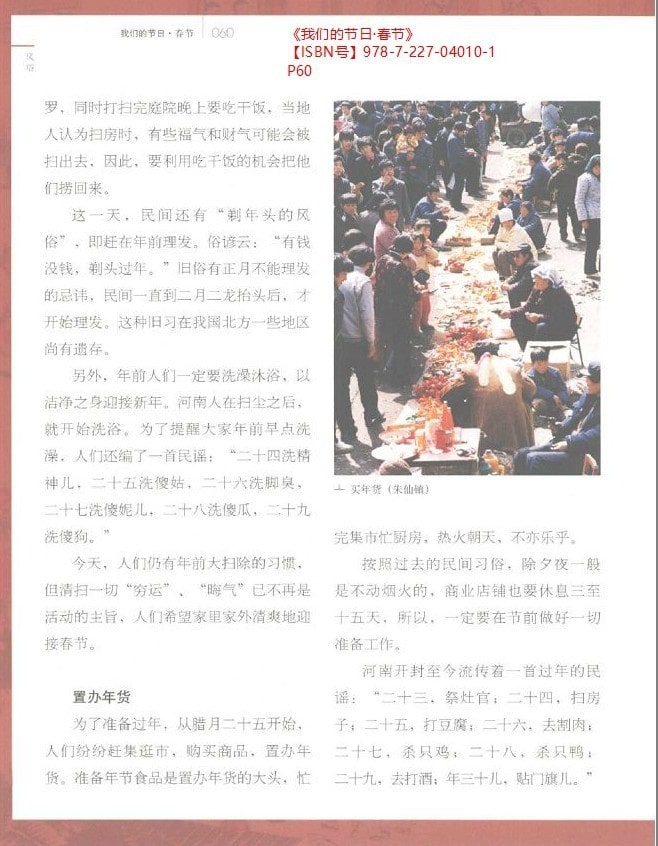 我们的节日·春节 060
《我们的节日·春节》
【ISBN号】978-7-227-04010-1
P60
风俗
罗，同时打扫完庭院晚上要吃干饭，当地
人认为扫房时，有些福气和财气可能会被
扫出去，因此，要利用吃干饭的机会把他
们捞回来。
这一天，民间还有“剃年头的风
俗”，即赶在年前理发。俗谚云：“有钱
没钱，剃头过年。”旧俗有正月不能理发
的忌讳，民间一直到二月二龙抬头后，才
开始理发。这种旧习在我国北方一些地区
尚有遗存。
另外，年前人们一定要洗澡沐浴，以
洁净之身迎接新年。河南人在扫尘之后，
就开始洗浴。为了提醒大家年前早点洗
澡，人们还编了一首民谣：“二十四洗精
神儿，二十五洗傻姑，二十六洗脚臭，
二十七洗傻妮儿，二十八洗傻瓜，二十九
洗傻狗。”
今天，人们仍有年前大扫除的习惯，
但清扫一切“穷运”、“晦气”已不再是
活动的主旨，人们希望家里家外清爽地迎
接春节。
置办年货
为了准备过年，从腊月二十五开始，
人们纷纷赶集逛市，购买商品，置办年
货。准备年节食品是置办年货的大头，忙
买年货（朱仙镇）
完集市忙厨房，热火朝天，不亦乐乎。
按照过去的民间习俗，除夕夜一般
是不动烟火的，商业店铺也要休息三至
十五天，所以，一定要在节前做好一切
准备工作。
河南开封至今流传着一首过年的民
谣：“二十三，祭灶官；二十四，扫房
子；二十五，打豆腐；二十六，去割肉；
二十七，杀只鸡；二十八，杀只鸭；
二十九，去打酒；年三十儿，贴门旗儿。”